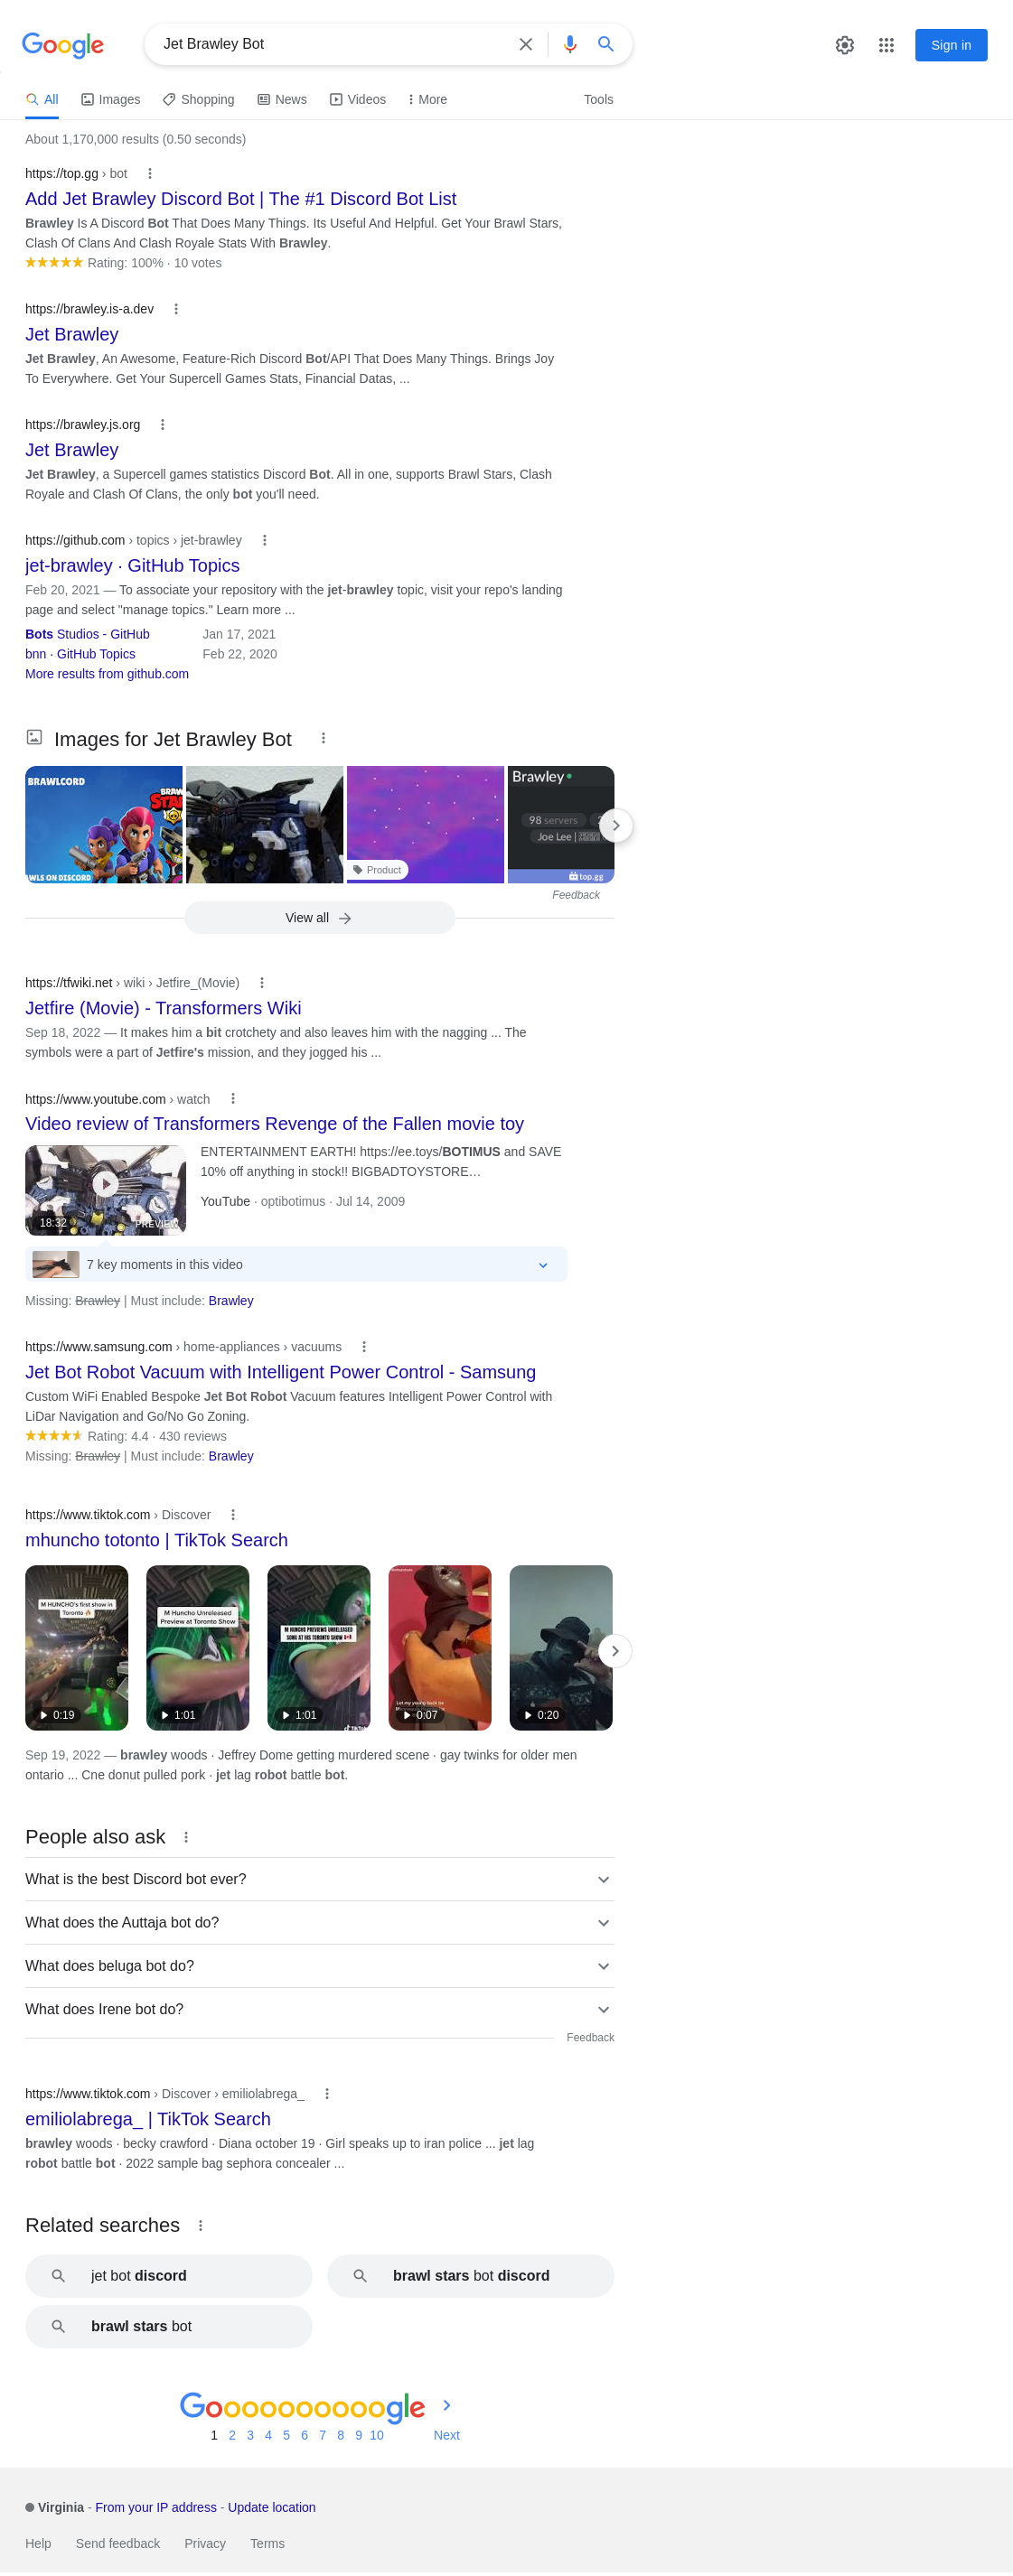 Google
Jet Brawley Bot
Sign in
All Images Shopping News Videos More Tools
About 1,170,000 results (0.50 seconds)
https://top.gg › bot
Add Jet Brawley Discord Bot | The #1 Discord Bot List
Brawley Is A Discord Bot That Does Many Things. Its Useful And Helpful. Get Your Brawl Stars,
Clash Of Clans And Clash Royale Stats With Brawley.
Rating: 100% · 10 votes
https://brawley.is-a.dev
Jet Brawley
Jet Brawley, An Awesome, Feature-Rich Discord Bot/API That Does Many Things. Brings Joy
To Everywhere. Get Your Supercell Games Stats, Financial Datas, ...
https://brawley.js.org
Jet Brawley
Jet Brawley, a Supercell games statistics Discord Bot. All in one, supports Brawl Stars, Clash
Royale and Clash Of Clans, the only bot you'll need.
https://github.com › topics › jet-brawley
jet-brawley · GitHub Topics
Feb 20, 2021 — To associate your repository with the jet-brawley topic, visit your repo's landing
page and select "manage topics." Learn more ...
Bots Studios - GitHub Jan 17, 2021
bnn · GitHub Topics Feb 22, 2020
More results from github.com
Images for Jet Brawley Bot
BRAWLCORD
WLS ON DISCORD
Product
Brawley
98 servers
Joe Lee |
top.gg
Feedback
View all
https://tfwiki.net › wiki › Jetfire_(Movie)
Jetfire (Movie) - Transformers Wiki
Sep 18, 2022 — It makes him a bit crotchety and also leaves him with the nagging ... The
symbols were a part of Jetfire's mission, and they jogged his ...
https://www.youtube.com › watch
Video review of Transformers Revenge of the Fallen movie toy
ENTERTAINMENT EARTH! https://ee.toys/BOTIMUS and SAVE
10% off anything in stock!! BIGBADTOYSTORE…
YouTube · optibotimus · Jul 14, 2009
18:32 PREVIEW
7 key moments in this video
Missing: Brawley | Must include: Brawley
https://www.samsung.com › home-appliances › vacuums
Jet Bot Robot Vacuum with Intelligent Power Control - Samsung
Custom WiFi Enabled Bespoke Jet Bot Robot Vacuum features Intelligent Power Control with
LiDar Navigation and Go/No Go Zoning.
Rating: 4.4 · 430 reviews
Missing: Brawley | Must include: Brawley
https://www.tiktok.com › Discover
mhuncho totonto | TikTok Search
M HUNCHO's first show in
Toronto 🔥
0:19
M Huncho Unreleased
Preview at Toronto Show
1:01
M HUNCHO PREVIEWS UNRELEASED
SONG AT HIS TORONTO SHOW
1:01
TikTok
Let my young back be
0:07
0:20
Sep 19, 2022 — brawley woods · Jeffrey Dome getting murdered scene · gay twinks for older men
ontario ... Cne donut pulled pork · jet lag robot battle bot.
People also ask
What is the best Discord bot ever?
What does the Auttaja bot do?
What does beluga bot do?
What does Irene bot do?
Feedback
https://www.tiktok.com › Discover › emiliolabrega_
emiliolabrega_ | TikTok Search
brawley woods · becky crawford · Diana october 19 · Girl speaks up to iran police ... jet lag
robot battle bot · 2022 sample bag sephora concealer ...
Related searches
jet bot discord
brawl stars bot discord
brawl stars bot
Goooooooooogle
1 2 3 4 5 6 7 8 9 10 Next
Virginia - From your IP address - Update location
Help Send feedback Privacy Terms